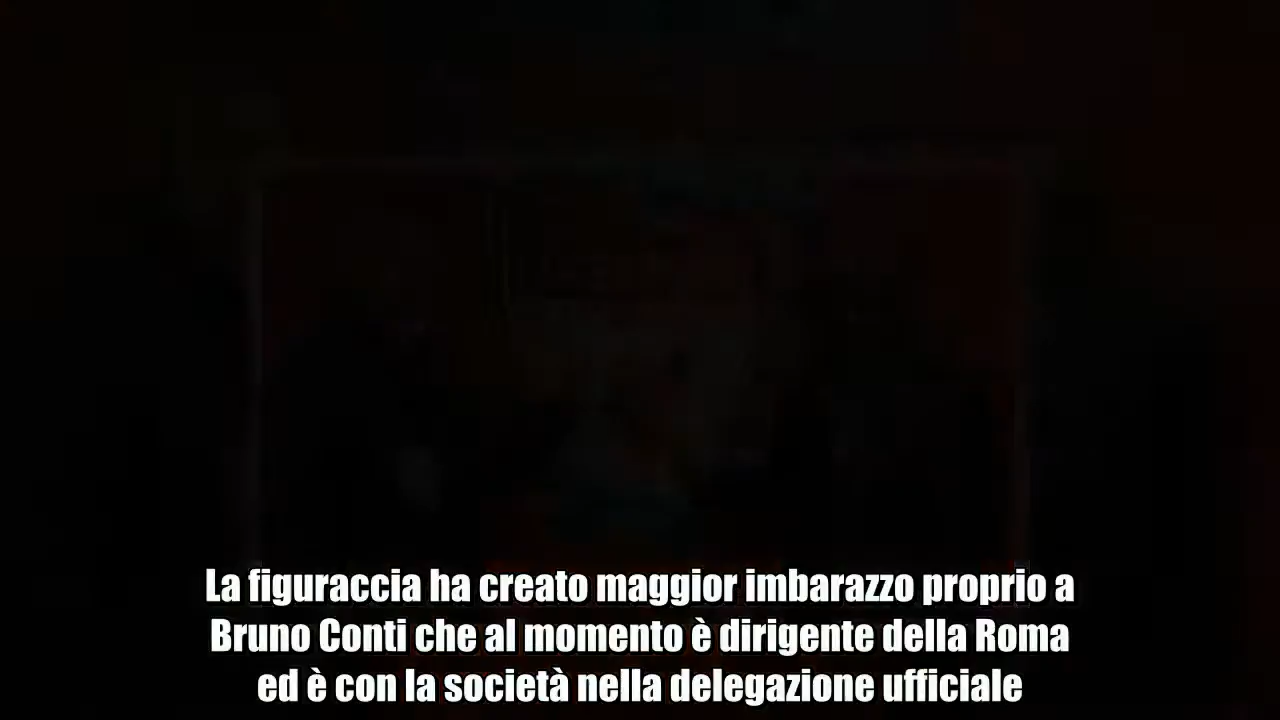 La figuraccia ha creato maggior imbarazzo proprio a
Bruno Conti che al momento è dirigente della Roma
ed è con la società nella delegazione ufficiale